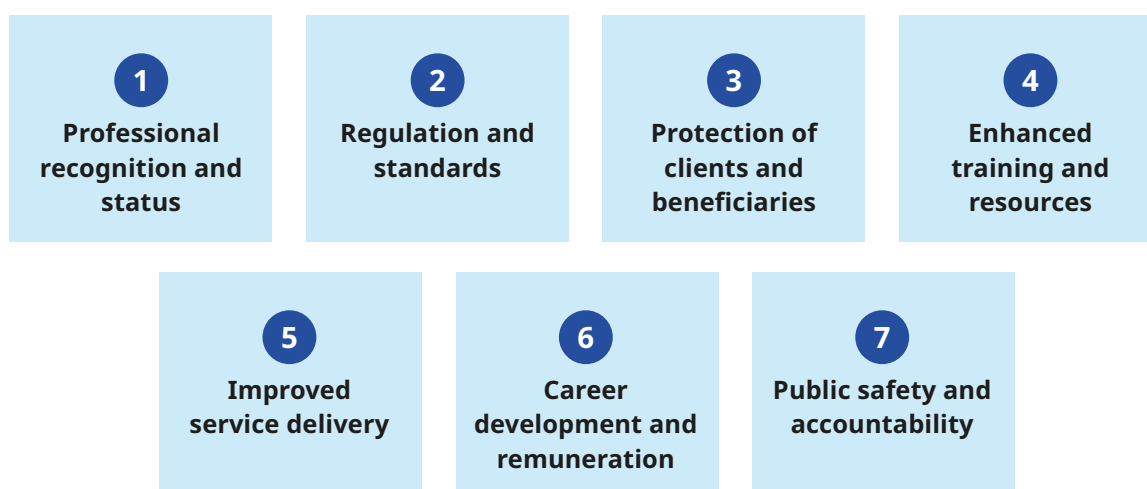 1
Professional
recognition and
status
2
Regulation and
standards
3
Protection of
clients and
beneficiaries
4
Enhanced
training and
resources
5
Improved
service delivery
6
Career
development and
remuneration
7
Public safety and
accountability